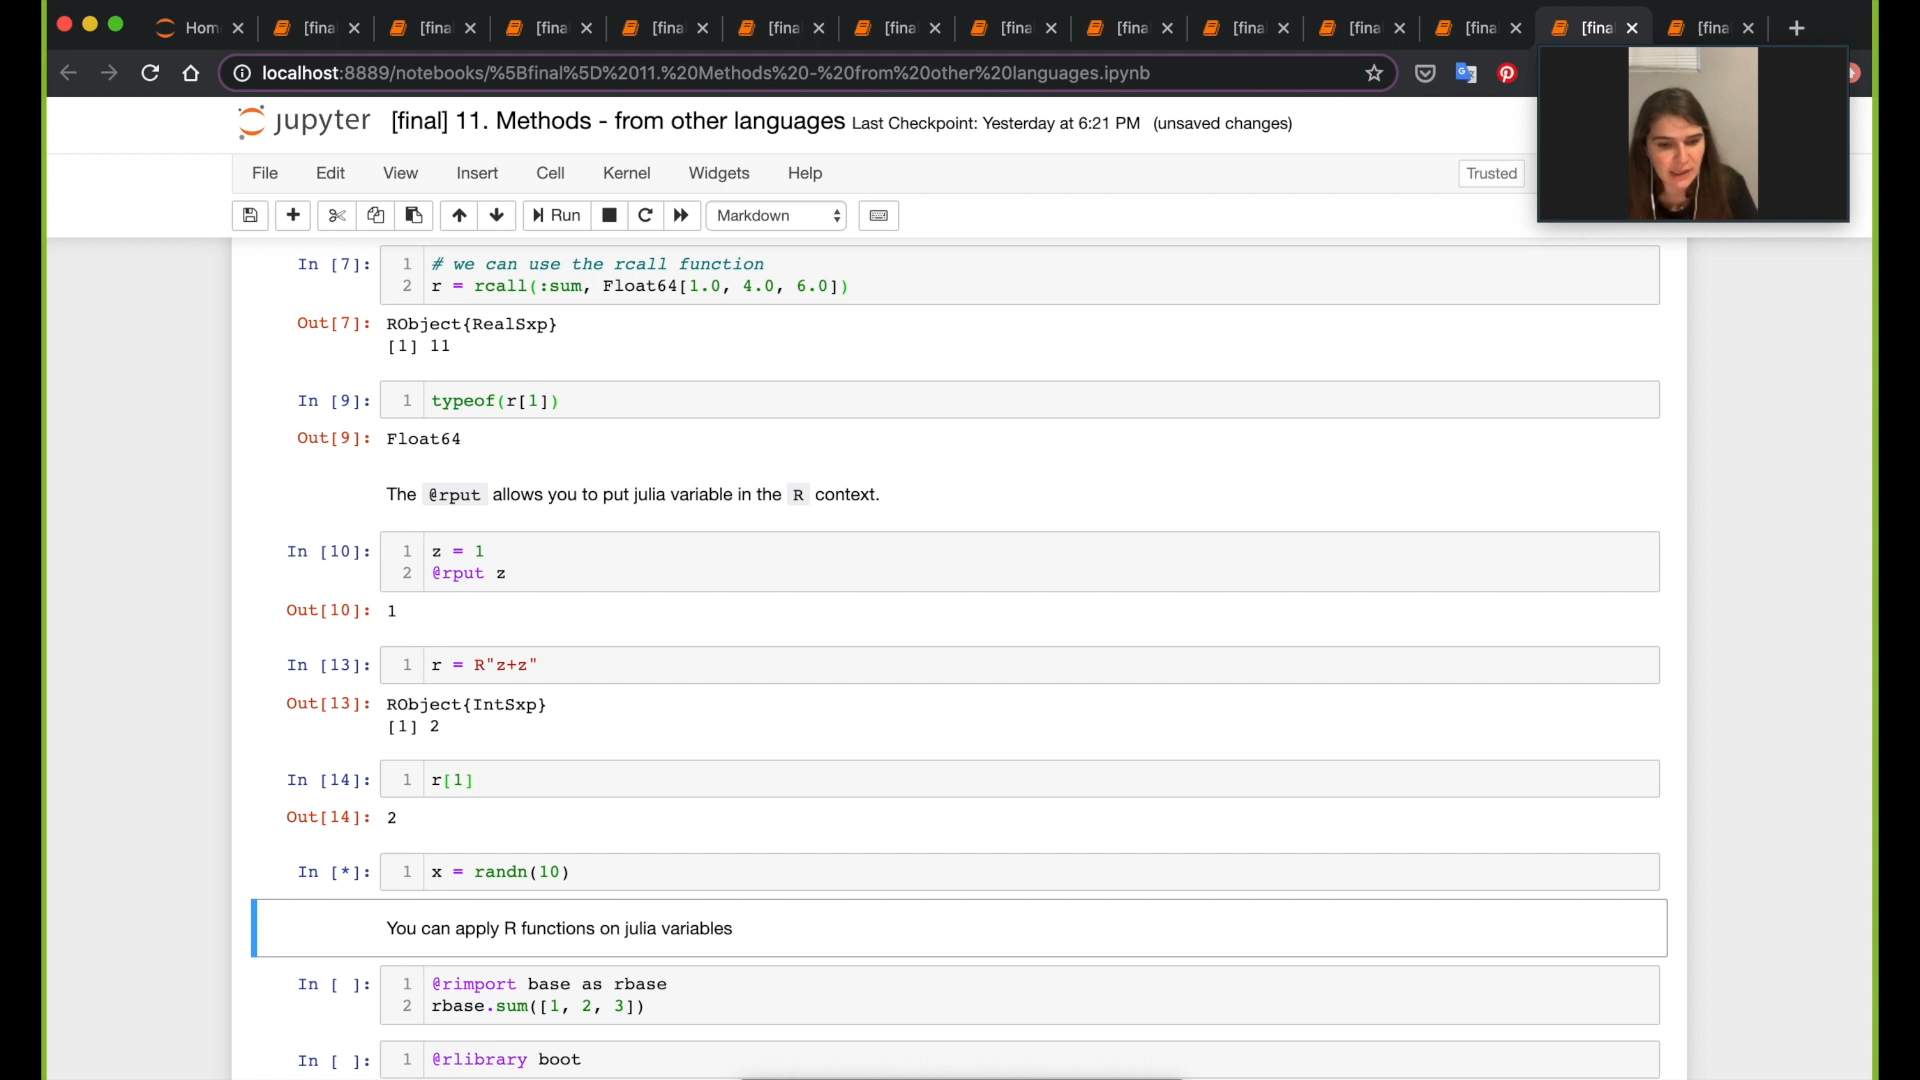 Home
[fina
[fina
[fina
[fina
[fina
[fina
[fina
[fina
[fina
[fina
[fina
[fina
[fina
localhost:8889/notebooks/%5Bfinal%5D%2011.%20Methods%20-%20from%20other%20languages.ipynb
jupyter [final] 11. Methods - from other languages Last Checkpoint: Yesterday at 6:21 PM (unsaved changes)
File Edit View Insert Cell Kernel Widgets Help Trusted
Run Markdown
In [7]: 1 # we can use the rcall function
2 r = rcall(:sum, Float64[1.0, 4.0, 6.0])
Out[7]: RObject{RealSxp}
[1] 11
In [9]: 1 typeof(r[1])
Out[9]: Float64
The @rput allows you to put julia variable in the R context.
In [10]: 1 z = 1
2 @rput z
Out[10]: 1
In [13]: 1 r = R"z+z"
Out[13]: RObject{IntSxp}
[1] 2
In [14]: 1 r[1]
Out[14]: 2
In [*]: 1 x = randn(10)
You can apply R functions on julia variables
In [ ]: 1 @rimport base as rbase
2 rbase.sum([1, 2, 3])
In [ ]: 1 @rlibrary boot